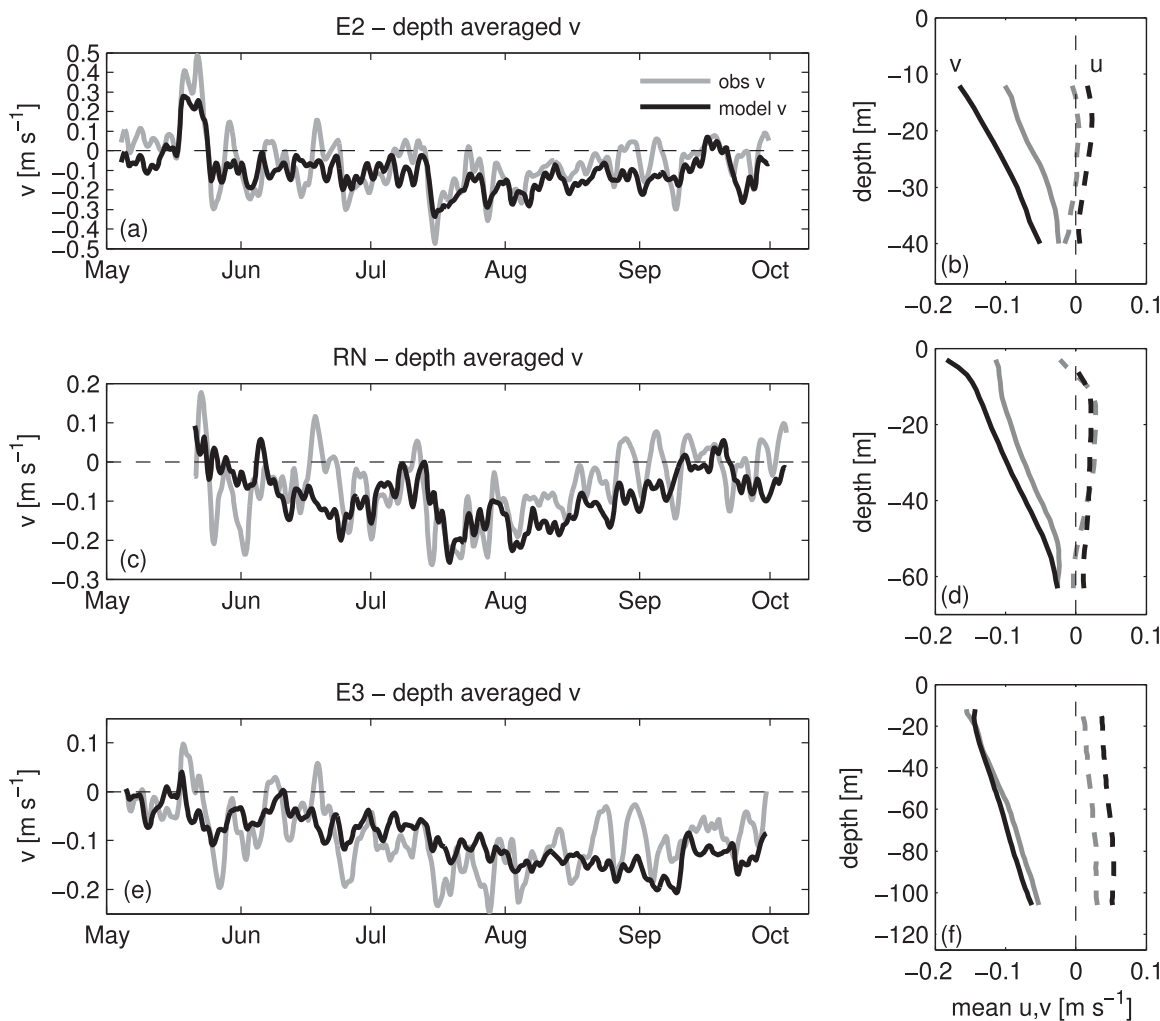 E2 – depth averaged v
0.5
0.4
0.3
0.2
0.1
0
−0.1
−0.2
−0.3
−0.4
−0.5
v [m s⁻¹]
obs v
model v
(a)
May Jun Jul Aug Sep Oct
0
−10
−20
−30
−40
depth [m]
v u
(b)
−0.2 −0.1 0 0.1
RN – depth averaged v
0.2
0.1
0
−0.1
−0.2
−0.3
v [m s⁻¹]
(c)
May Jun Jul Aug Sep Oct
0
−20
−40
−60
depth [m]
(d)
−0.2 −0.1 0 0.1
E3 – depth averaged v
0.1
0
−0.1
−0.2
v [m s⁻¹]
(e)
May Jun Jul Aug Sep Oct
0
−20
−40
−60
−80
−100
−120
depth [m]
(f)
−0.2 −0.1 0 0.1
mean u,v [m s⁻¹]